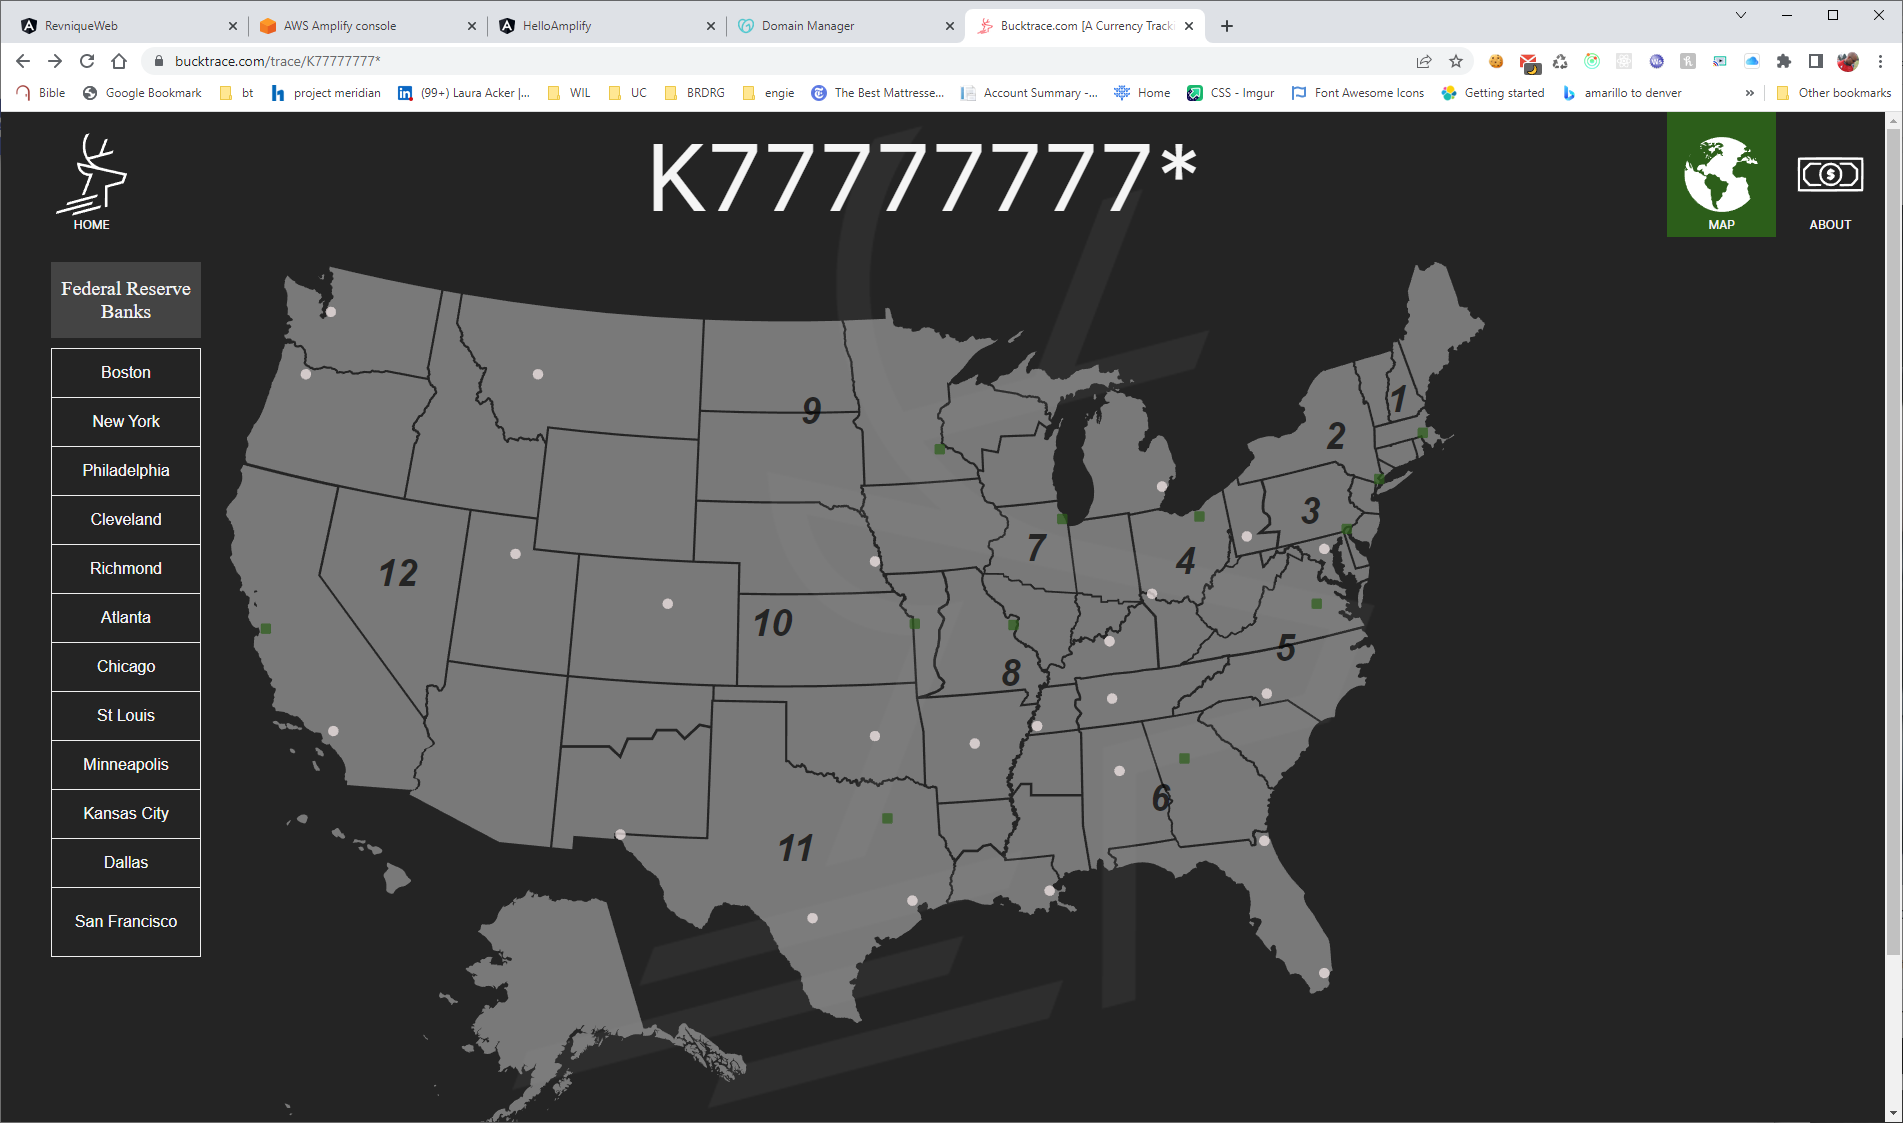 RevniqueWeb
AWS Amplify console
HelloAmplify
Domain Manager
Bucktrace.com [A Currency Tracki
bucktrace.com/trace/K77777777*
Bible
Google Bookmark
bt
project meridian
(99+) Laura Acker |...
WIL
UC
BRDRG
engie
The Best Mattresse...
Account Summary -...
Home
CSS - Imgur
Font Awesome Icons
Getting started
amarillo to denver
»
Other bookmarks
K77777777*
HOME
MAP
ABOUT
Federal Reserve
Banks
Boston
New York
Philadelphia
Cleveland
Richmond
Atlanta
Chicago
St Louis
Minneapolis
Kansas City
Dallas
San Francisco
1
9
2
3
7
4
12
10
5
8
6
11